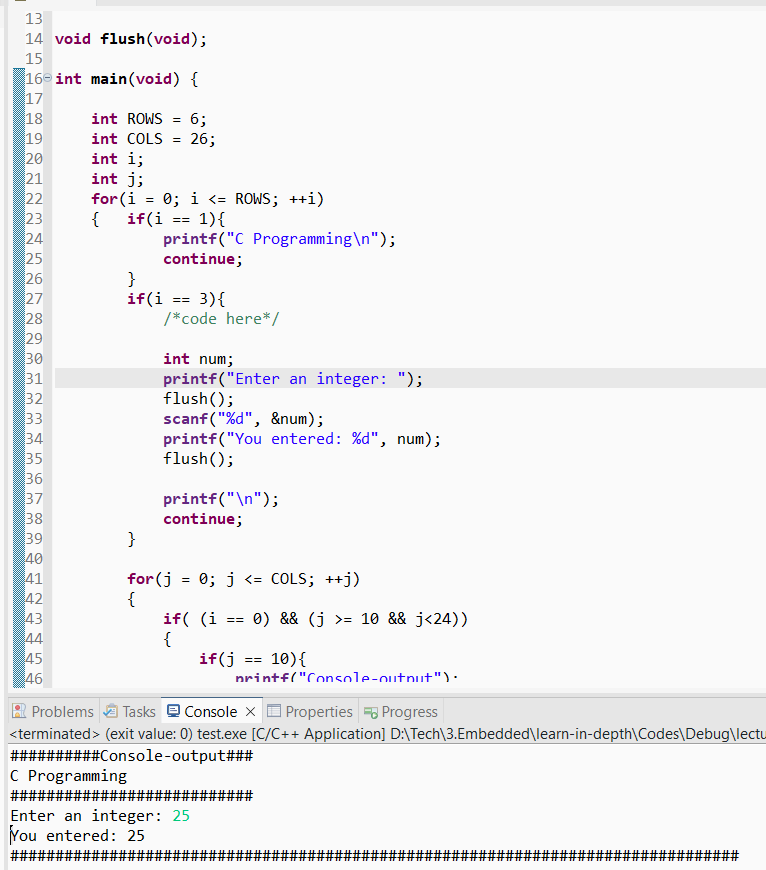 13
14 void flush(void);
15
16 int main(void) {
17
18 int ROWS = 6;
19 int COLS = 26;
20 int i;
21 int j;
22 for(i = 0; i <= ROWS; ++i)
23 { if(i == 1){
24 printf("C Programming\n");
25 continue;
26 }
27 if(i == 3){
28 /*code here*/
29
30 int num;
31 printf("Enter an integer: ");
32 flush();
33 scanf("%d", &num);
34 printf("You entered: %d", num);
35 flush();
36
37 printf("\n");
38 continue;
39 }
40
41 for(j = 0; j <= COLS; ++j)
42 {
43 if( (i == 0) && (j >= 10 && j<24))
44 {
45 if(j == 10){
46 printf("Console-output");
Problems Tasks Console Properties Progress
<terminated> (exit value: 0) test.exe [C/C++ Application] D:\Tech\3.Embedded\learn-in-depth\Codes\Debug\lectu
##########Console-output###
C Programming
###########################
Enter an integer: 25
You entered: 25
#################################################################################